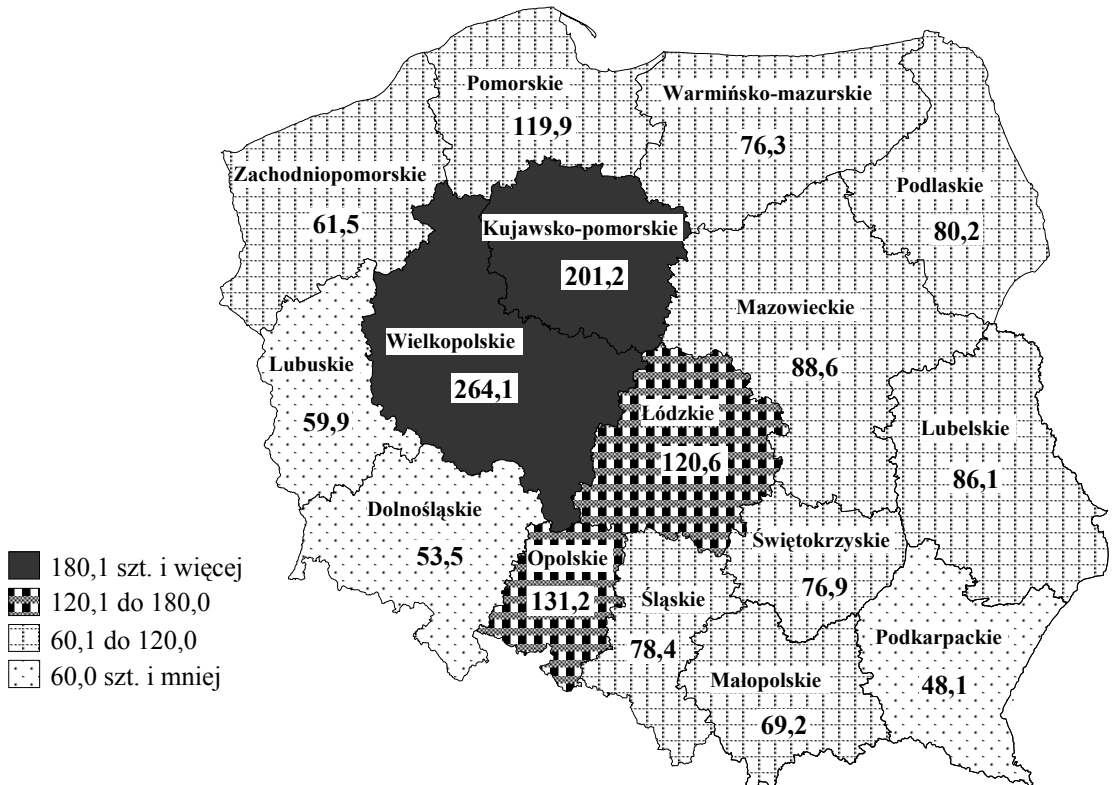 Pomorskie
119,9
Warmińsko-mazurskie
76,3
Zachodniopomorskie
61,5
Podlaskie
80,2
Kujawsko-pomorskie
201,2
Mazowieckie
88,6
Wielkopolskie
264,1
Lubuskie
59,9
Łódzkie
120,6
Lubelskie
86,1
Dolnośląskie
53,5
Opolskie
131,2
Świętokrzyskie
76,9
Śląskie
78,4
Podkarpackie
48,1
Małopolskie
69,2
180,1 szt. i więcej
120,1 do 180,0
60,1 do 120,0
60,0 szt. i mniej